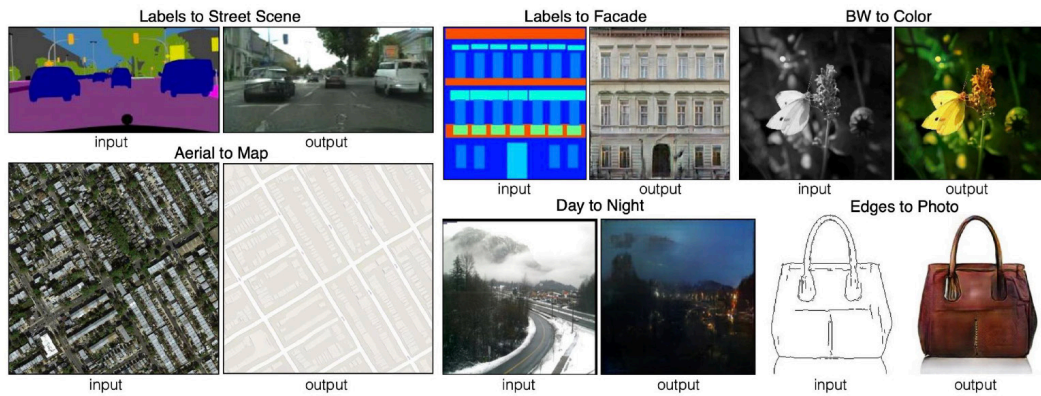 Labels to Street Scene
input
output
Aerial to Map
input
output
Labels to Facade
input
output
Day to Night
input
output
BW to Color
input
output
Edges to Photo
input
output